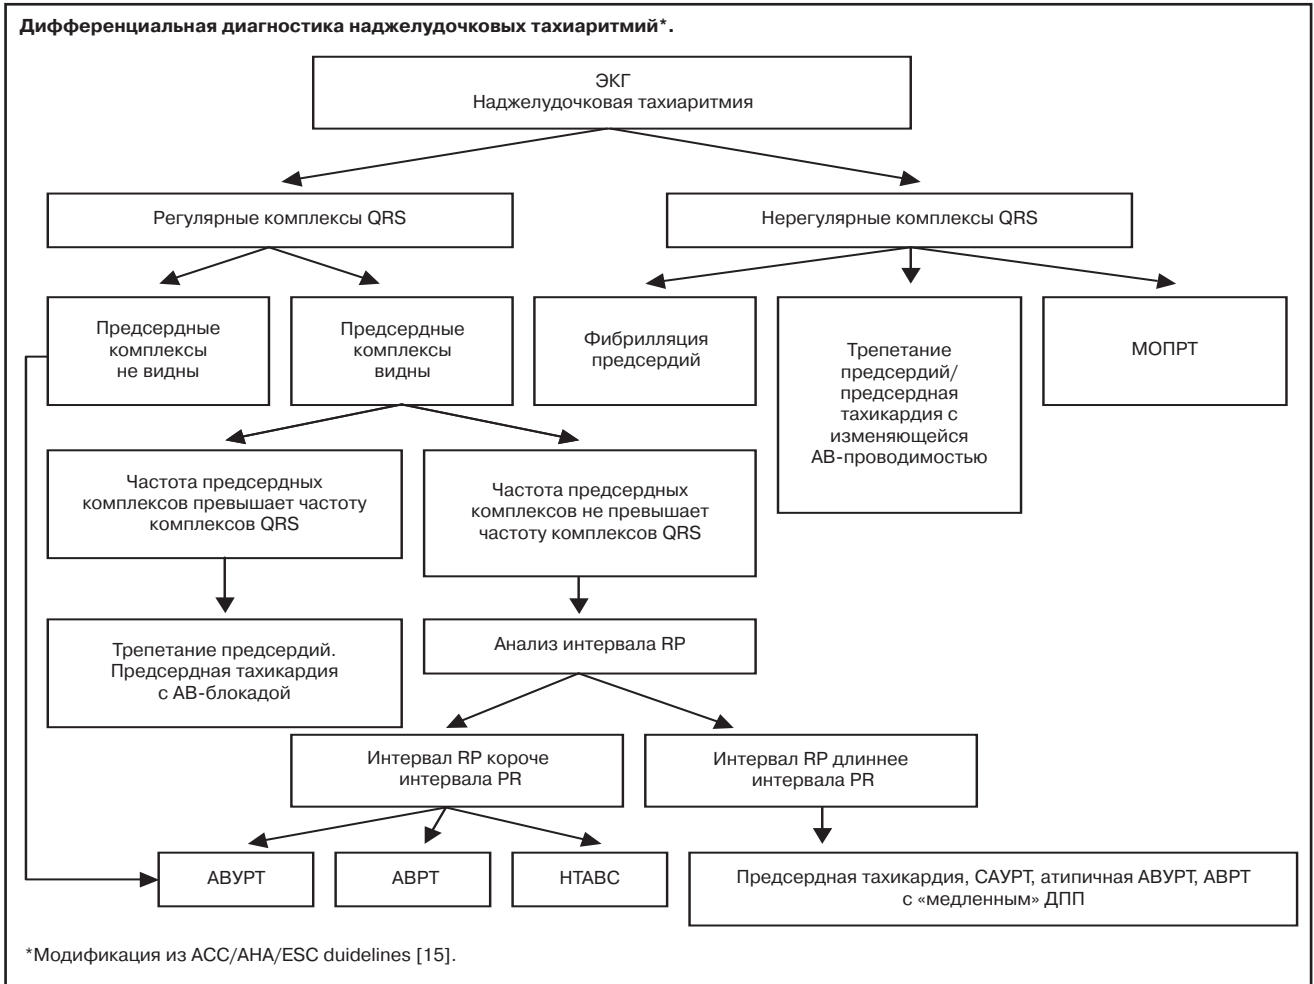 Дифференциальная диагностика наджелудочковых тахиаритмий*.
ЭКГ
Наджелудочковая тахиаритмия
Регулярные комплексы QRS
Нерегулярные комплексы QRS
Предсердные
комплексы
не видны
Предсердные
комплексы
видны
Фибрилляция
предсердий
Трепетание
предсердий/
предсердная
тахикардия с
изменяющейся
АВ-проводимостью
МОПРТ
Частота предсердных
комплексов превышает частоту
комплексов QRS
Частота предсердных
комплексов не превышает
частоту комплексов QRS
Трепетание предсердий.
Предсердная тахикардия
с АВ-блокадой
Анализ интервала RP
Интервал RP короче
интервала PR
Интервал RP длиннее
интервала PR
АВУРТ
АВРТ
НТАВС
Предсердная тахикардия, САУРТ, атипичная АВУРТ, АВРТ
с «медленным» ДПП
*Модификация из ACC/AHA/ESC duidelines [15].